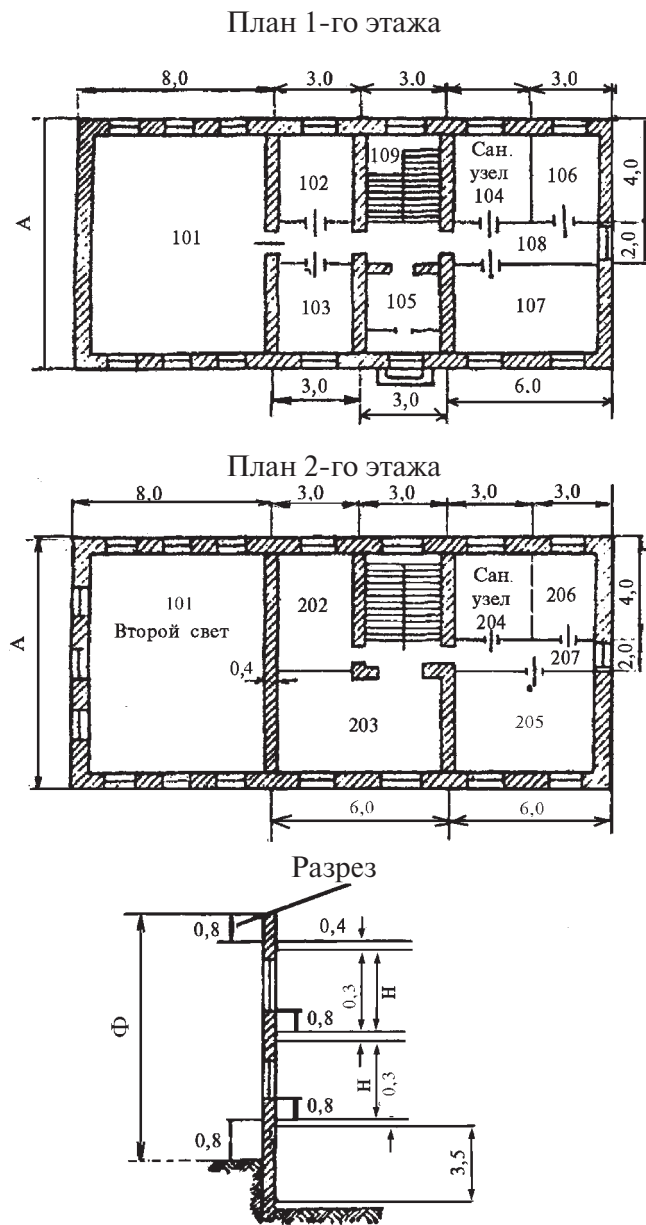 План 1-го этажа
8,0 3,0 3,0 3,0
109 Сан. узел
102 104 106
4,0
А
101 108
2,0
103 105 107
3,0 3,0 6.0
План 2-го этажа
8,0 3,0 3,0 3,0 3,0
101 202 Сан. узел 206
Второй свет 204
4,0
А
207
2,0
0,4
203 205
6,0 6,0
Разрез
0,8 0,4
0,3 Н
Ф
0,8
Н 0,3
0,8
0,8
3,5